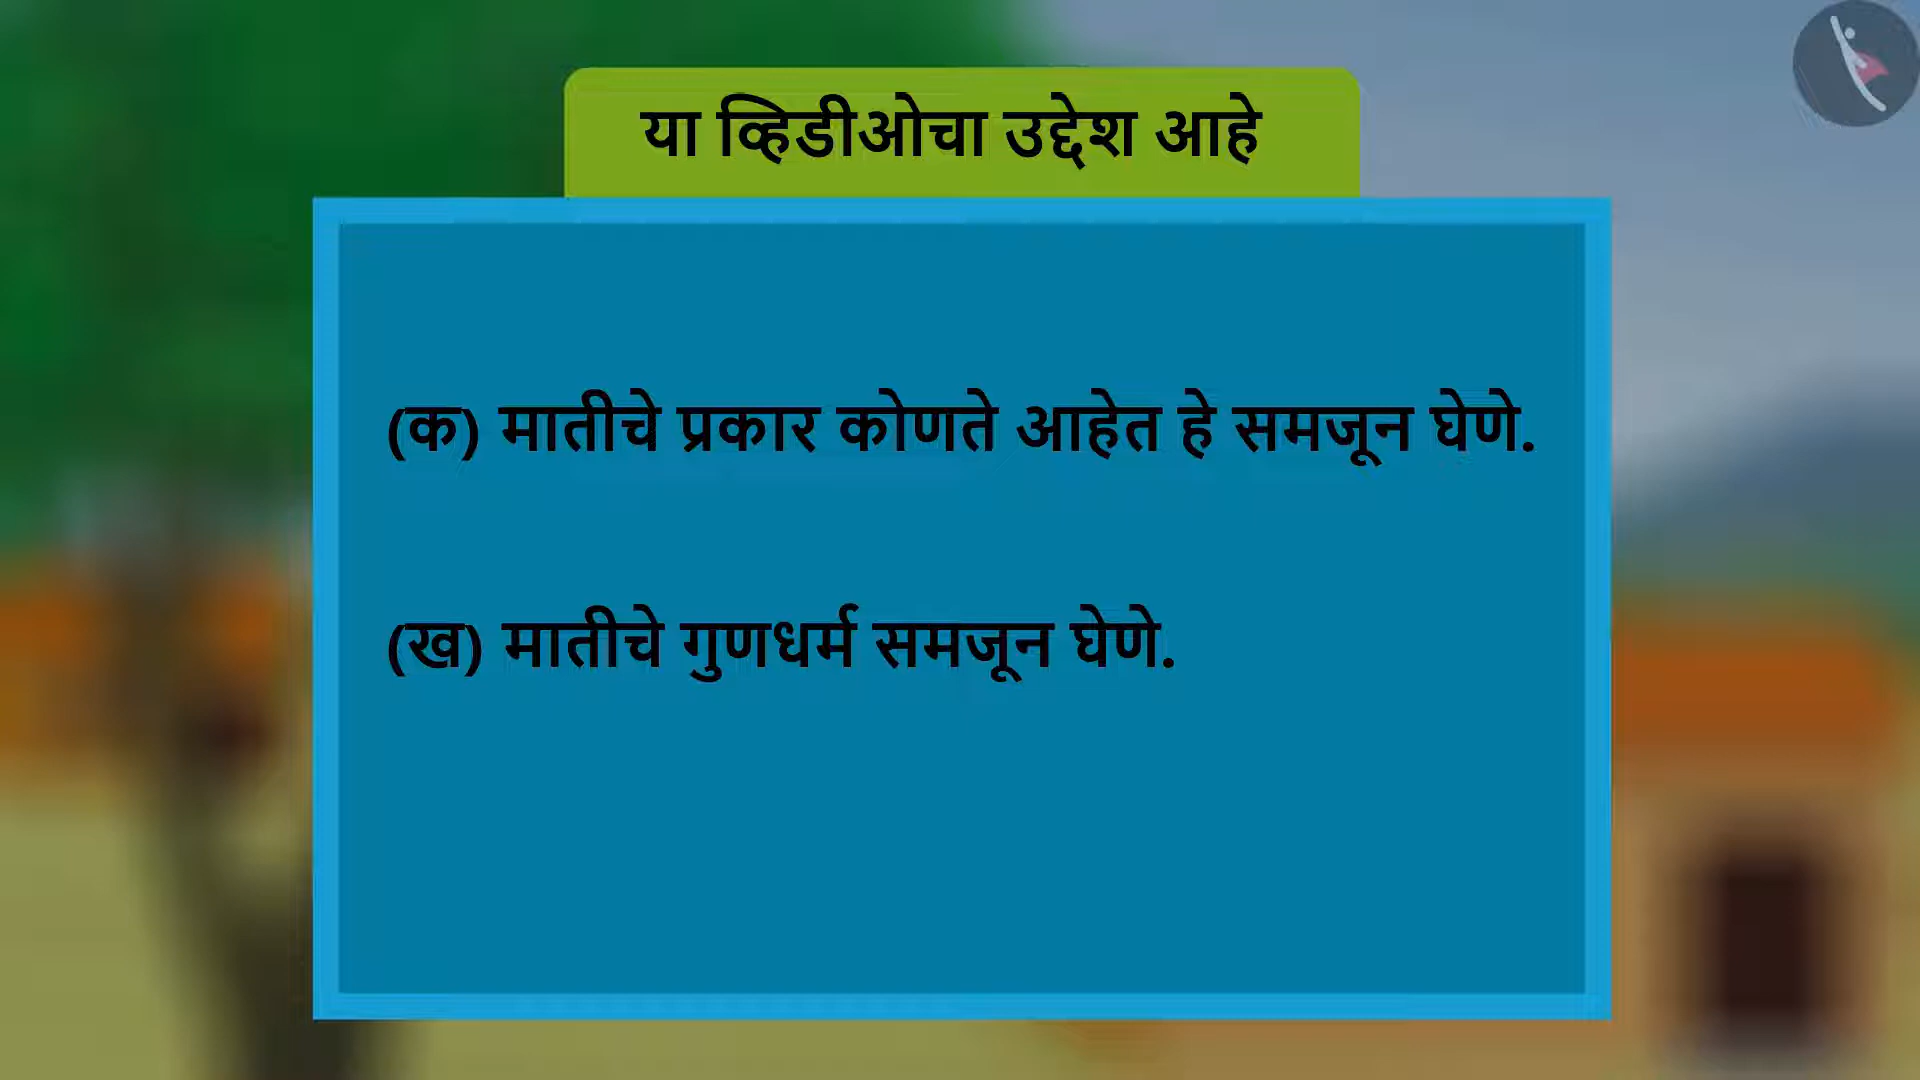 या व्हिडीओचा उद्देश आहे
(क) मातीचे प्रकार कोणते आहेत हे समजून घेणे.
(ख) मातीचे गुणधर्म समजून घेणे.